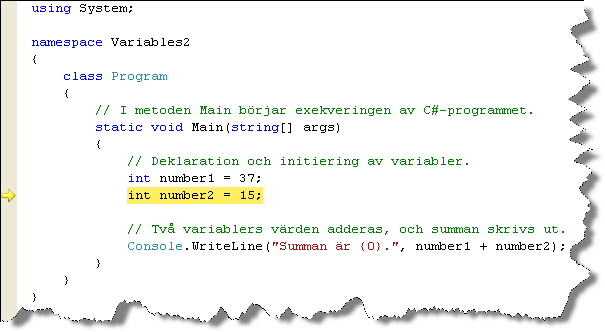 using System;
namespace Variables2
{
class Program
{
// I metoden Main börjar exekveringen av C#-programmet.
static void Main(string[] args)
{
// Deklaration och initiering av variabler.
int number1 = 37;
int number2 = 15;
// Två variablers värden adderas, och summan skrivs ut.
Console.WriteLine("Summan är {0}.", number1 + number2);
}
}
}